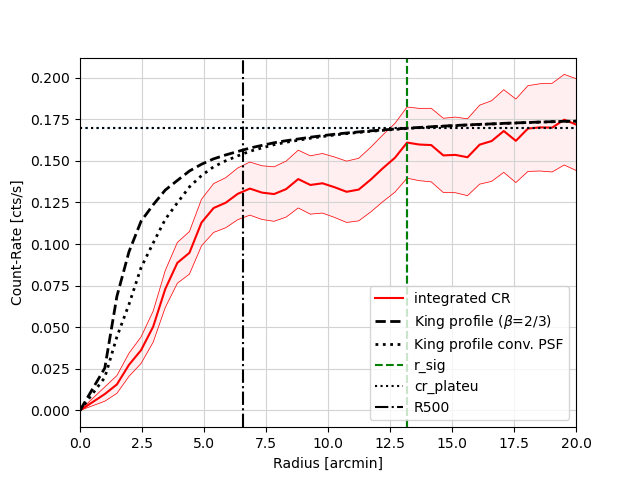 0.200
0.175
0.150
0.125
0.100
0.075
0.050
0.025
0.000
Count-Rate [cts/s]
integrated CR
King profile (β=2/3)
King profile conv. PSF
r_sig
cr_plateu
R500
0.0 2.5 5.0 7.5 10.0 12.5 15.0 17.5 20.0
Radius [arcmin]